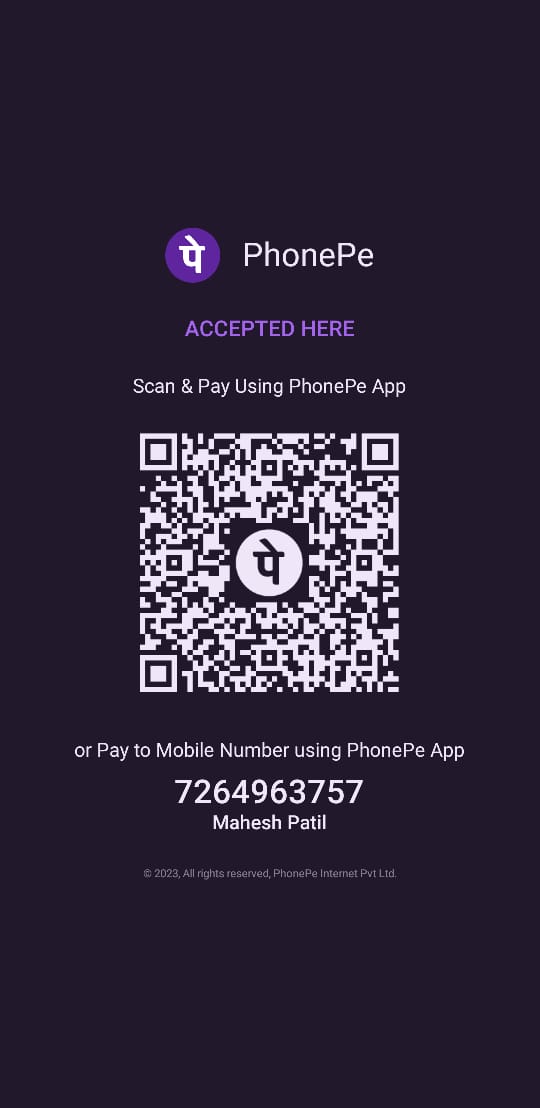 पे PhonePe
ACCEPTED HERE
Scan & Pay Using PhonePe App
पे
or Pay to Mobile Number using PhonePe App
7264963757
Mahesh Patil
© 2023, All rights reserved, PhonePe Internet Pvt Ltd.